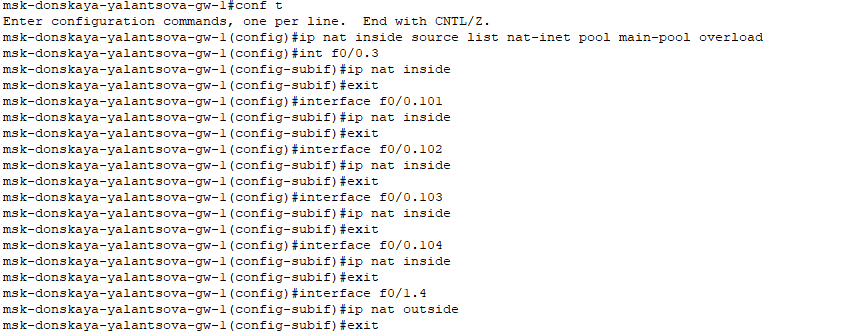 msk-donskaya-yalantsova-gw-1#conf t
Enter configuration commands, one per line.  End with CNTL/Z.
msk-donskaya-yalantsova-gw-1(config)#ip nat inside source list nat-inet pool main-pool overload
msk-donskaya-yalantsova-gw-1(config)#int f0/0.3
msk-donskaya-yalantsova-gw-1(config-subif)#ip nat inside
msk-donskaya-yalantsova-gw-1(config-subif)#exit
msk-donskaya-yalantsova-gw-1(config)#interface f0/0.101
msk-donskaya-yalantsova-gw-1(config-subif)#ip nat inside
msk-donskaya-yalantsova-gw-1(config-subif)#exit
msk-donskaya-yalantsova-gw-1(config)#interface f0/0.102
msk-donskaya-yalantsova-gw-1(config-subif)#ip nat inside
msk-donskaya-yalantsova-gw-1(config-subif)#exit
msk-donskaya-yalantsova-gw-1(config)#interface f0/0.103
msk-donskaya-yalantsova-gw-1(config-subif)#ip nat inside
msk-donskaya-yalantsova-gw-1(config-subif)#exit
msk-donskaya-yalantsova-gw-1(config)#interface f0/0.104
msk-donskaya-yalantsova-gw-1(config-subif)#ip nat inside
msk-donskaya-yalantsova-gw-1(config-subif)#exit
msk-donskaya-yalantsova-gw-1(config)#interface f0/1.4
msk-donskaya-yalantsova-gw-1(config-subif)#ip nat outside
msk-donskaya-yalantsova-gw-1(config-subif)#exit